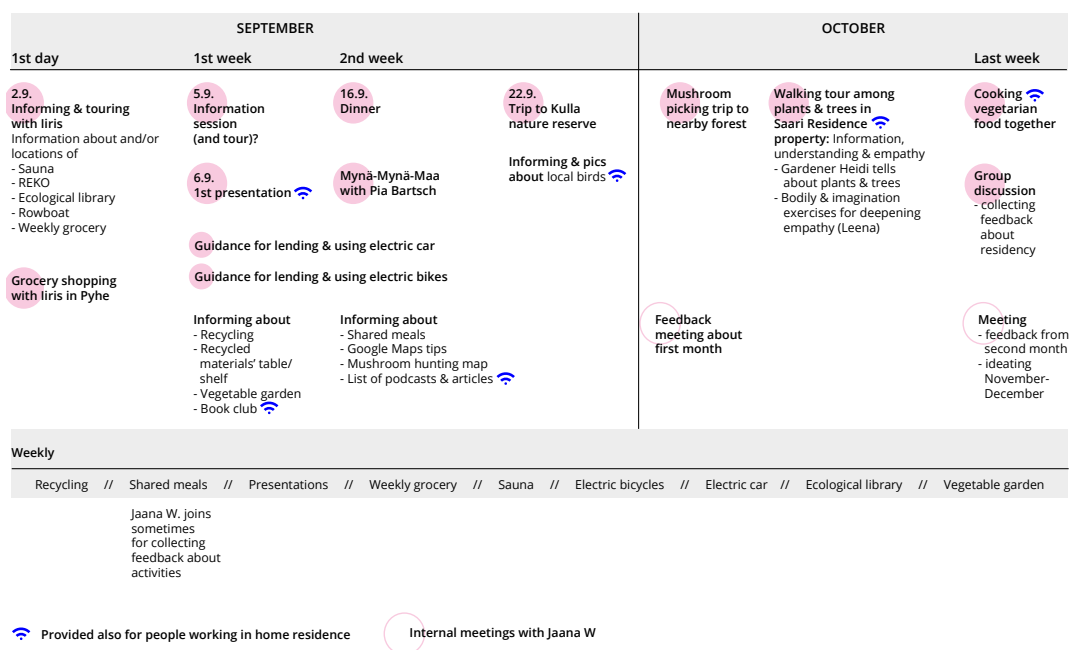 SEPTEMBER
OCTOBER
1st day
1st week
2nd week
Last week
2.9.
Informing & touring
with Iiris
Information about and/or
locations of
- Sauna
- REKO
- Ecological library
- Rowboat
- Weekly grocery
Grocery shopping
with Iiris in Pyhe
5.9.
Information
session
(and tour)?
6.9.
1st presentation
16.9.
Dinner
Mynä-Mynä-Maa
with Pia Bartsch
Guidance for lending & using electric car
Guidance for lending & using electric bikes
Informing about
- Recycling
- Recycled
materials’ table/
shelf
- Vegetable garden
- Book club
Informing about
- Shared meals
- Google Maps tips
- Mushroom hunting map
- List of podcasts & articles
22.9.
Trip to Kulla
nature reserve
Informing & pics
about local birds
Mushroom
picking trip to
nearby forest
Feedback
meeting about
first month
Walking tour among
plants & trees in
Saari Residence
property: Information,
understanding & empathy
- Gardener Heidi tells
about plants & trees
- Bodily & imagination
exercises for deepening
empathy (Leena)
Cooking
vegetarian
food together
Group
discussion
- collecting
feedback
about
residency
Meeting
- feedback from
second month
- ideating
November-
December
Weekly
Recycling // Shared meals // Presentations // Weekly grocery // Sauna // Electric bicycles // Electric car // Ecological library // Vegetable garden
Jaana W. joins
sometimes
for collecting
feedback about
activities
Provided also for people working in home residence
Internal meetings with Jaana W